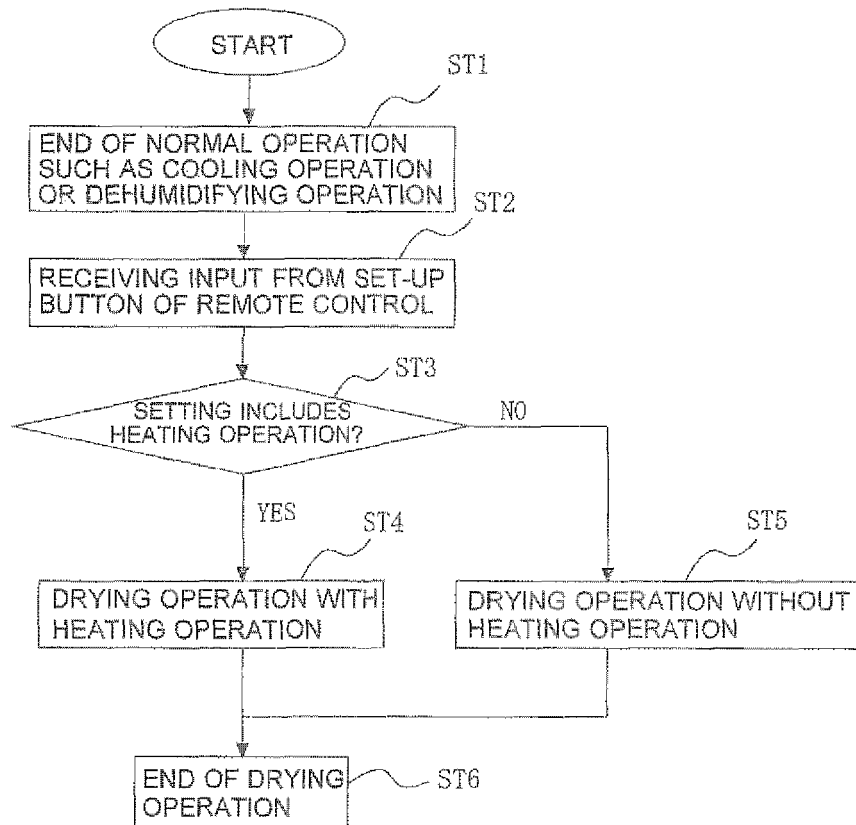 START
ST1
END OF NORMAL OPERATION
SUCH AS COOLING OPERATION
OR DEHUMIDIFYING OPERATION
ST2
RECEIVING INPUT FROM SET-UP
BUTTON OF REMOTE CONTROL
ST3
SETTING INCLUDES
HEATING OPERATION?
NO
YES
ST4
DRYING OPERATION WITH
HEATING OPERATION
ST5
DRYING OPERATION WITHOUT
HEATING OPERATION
END OF DRYING
OPERATION
ST6